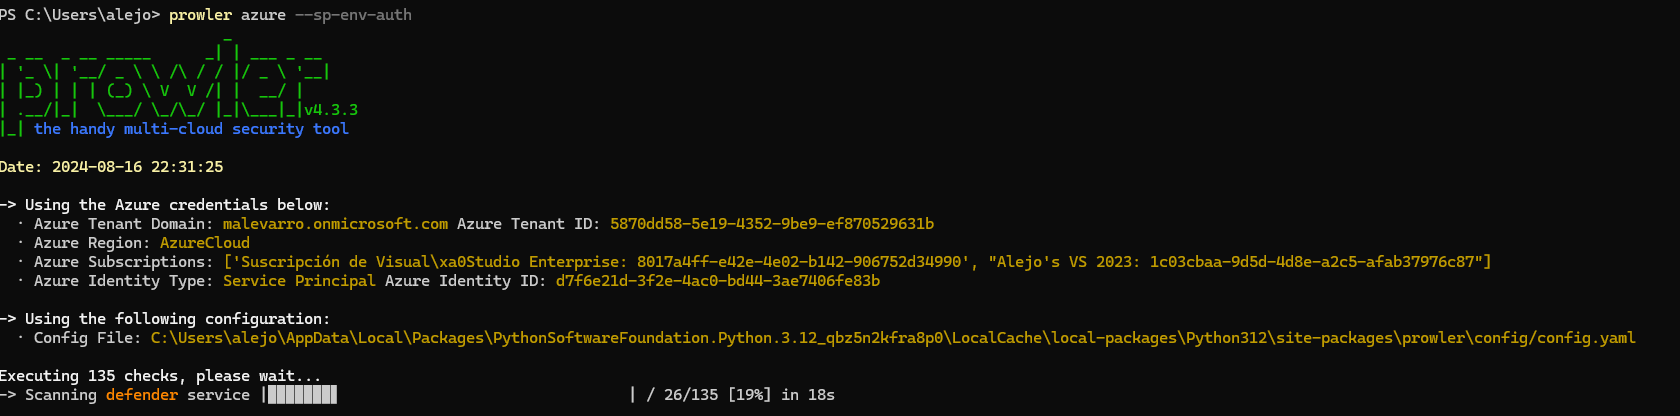 PS C:\Users\alejo> prowler azure --sp-env-auth
                         _
 _ __  _ __ _____      _| | ___ _ __
| '_ \| '__/ _ \ \ /\ / / |/ _ \ '__|
| |_) | | | (_) \ V  V /| |  __/ |
| .__/|_|  \___/ \_/\_/ |_|\___|_|v4.3.3
|_| the handy multi-cloud security tool
Date: 2024-08-16 22:31:25
-> Using the Azure credentials below:
· Azure Tenant Domain: malevarro.onmicrosoft.com Azure Tenant ID: 5870dd58-5e19-4352-9be9-ef870529631b
· Azure Region: AzureCloud
· Azure Subscriptions: ['Suscripción de Visual\xa0Studio Enterprise: 8017a4ff-e42e-4e02-b142-906752d34990', "Alejo's VS 2023: 1c03cbaa-9d5d-4d8e-a2c5-afab37976c87"]
· Azure Identity Type: Service Principal Azure Identity ID: d7f6e21d-3f2e-4ac0-bd44-3ae7406fe83b
-> Using the following configuration:
· Config File: C:\Users\alejo\AppData\Local\Packages\PythonSoftwareFoundation.Python.3.12_qbz5n2kfra8p0\LocalCache\local-packages\Python312\site-packages\prowler\config/config.yaml
Executing 135 checks, please wait...
-> Scanning defender service |████████                                | / 26/135 [19%] in 18s